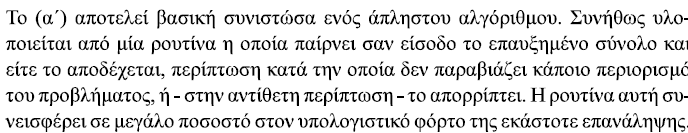 Το (α΄) αποτελεί βασική συνιστώσα ενός άπληστου αλγόριθμου. Συνήθως υλο-
ποιείται από μία ρουτίνα η οποία παίρνει σαν είσοδο το επαυξημένο σύνολο και
είτε το αποδέχεται, περίπτωση κατά την οποία δεν παραβιάζει κάποιο περιορισμό
του προβλήματος, ή - στην αντίθετη περίπτωση - το απορρίπτει. Η ρουτίνα αυτή συ-
νεισφέρει σε μεγάλο ποσοστό στον υπολογιστικό φόρτο της εκάστοτε επανάληψης.